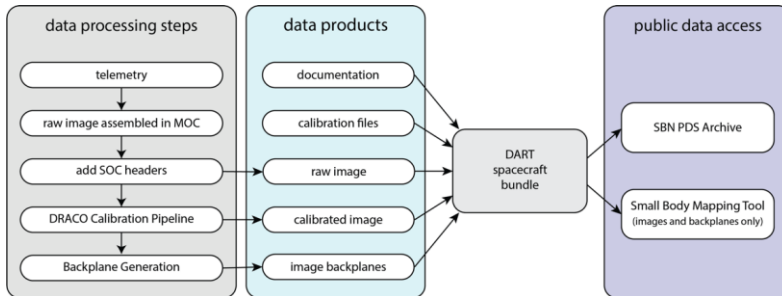 data processing steps
telemetry
raw image assembled in MOC
add SOC headers
DRACO Calibration Pipeline
Backplane Generation
data products
documentation
calibration files
raw image
calibrated image
image backplanes
DART
spacecraft
bundle
public data access
SBN PDS Archive
Small Body Mapping Tool
(images and backplanes only)